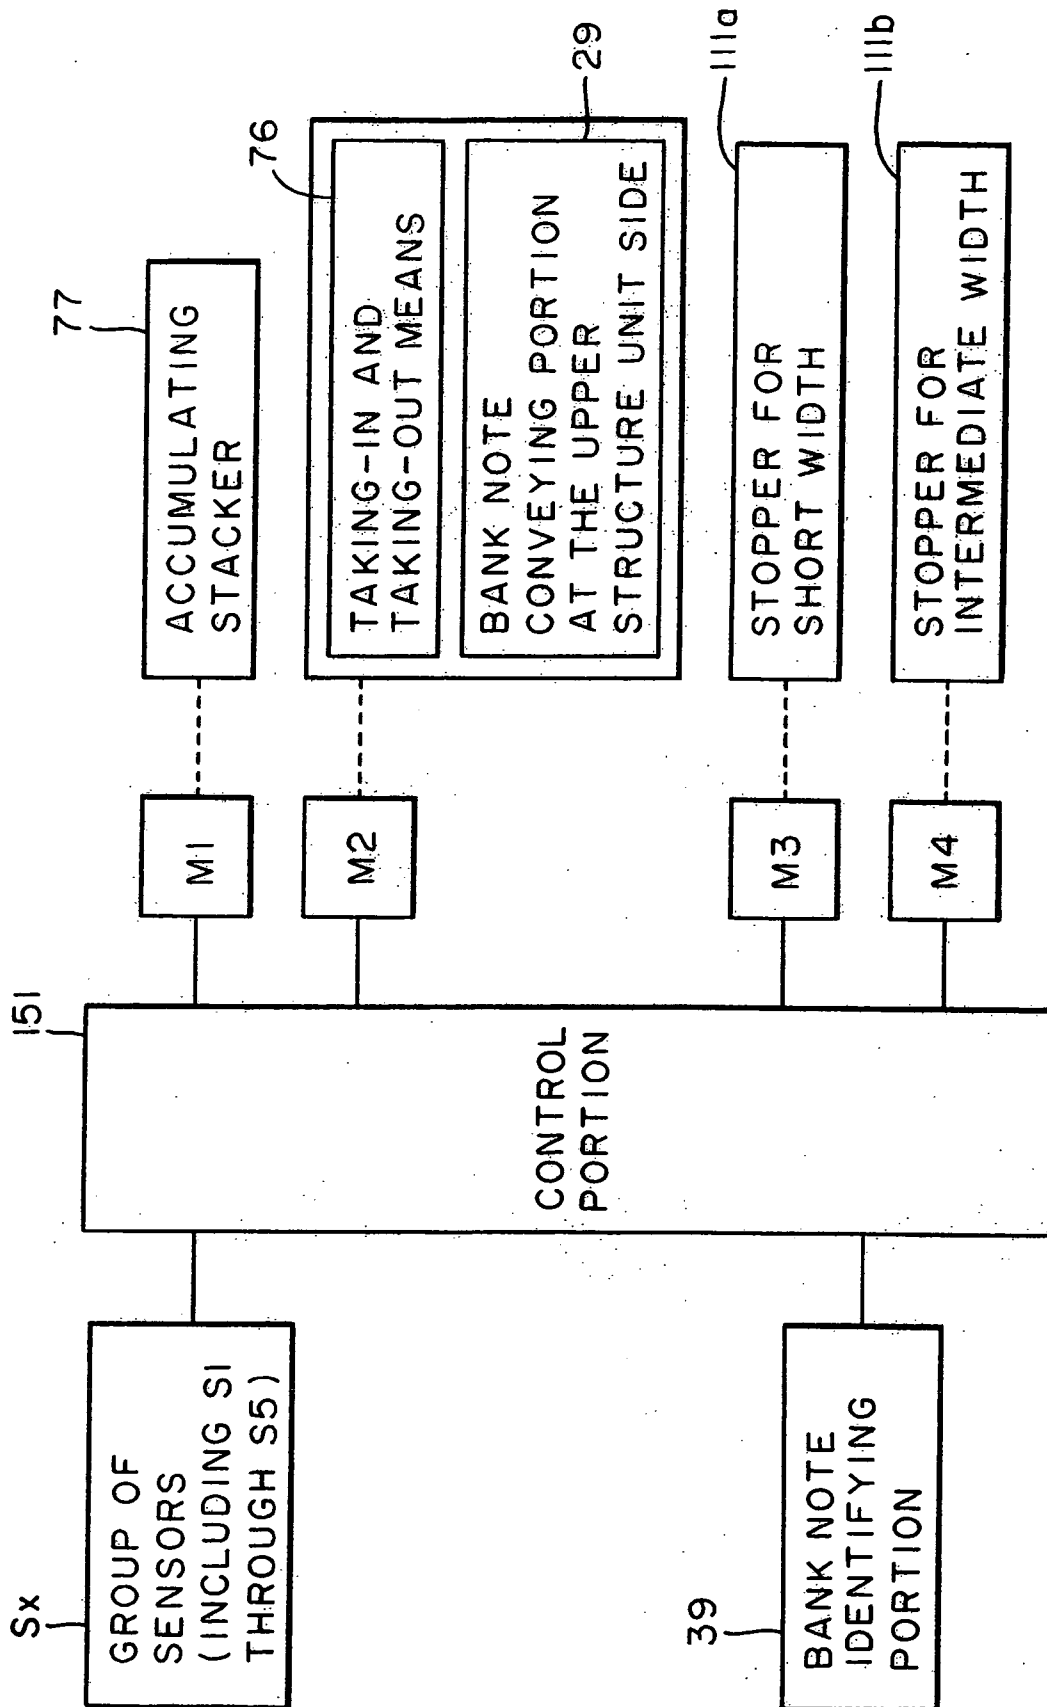 Sx
GROUP OF
SENSORS
(INCLUDING S1
THROUGH S5)
39
BANK NOTE
IDENTIFYING
PORTION
151
CONTROL
PORTION
M1
M2
M3
M4
77
ACCUMULATING
STACKER
76
TAKING-IN AND
TAKING-OUT MEANS
29
BANK NOTE
CONVEYING PORTION
AT THE UPPER
STRUCTURE UNIT SIDE
111a
STOPPER FOR
SHORT WIDTH
111b
STOPPER FOR
INTERMEDIATE WIDTH